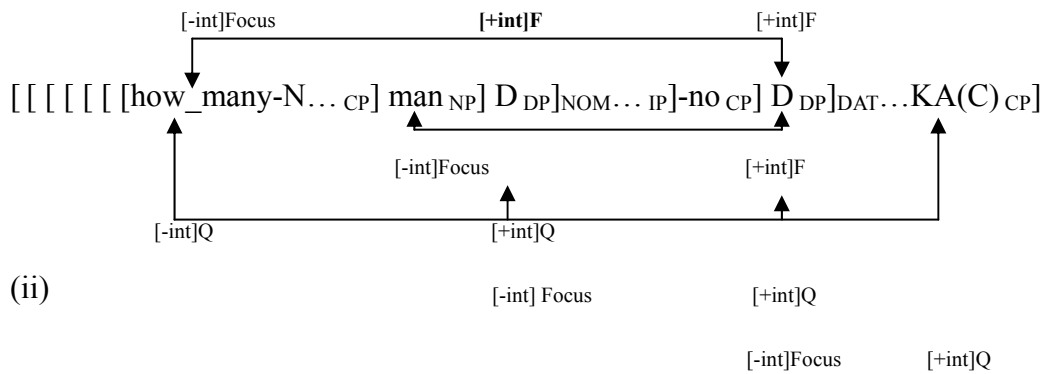 [-int]Focus [+int]F [+int]F
[ [ [ [ [ [ [how_many-N… CP] man NP] D DP]NOM… IP]-no CP] D DP]DAT…KA(C) CP]
[-int]Focus [+int]F
[-int]Q [+int]Q
(ii) [-int] Focus [+int]Q
[-int]Focus [+int]Q